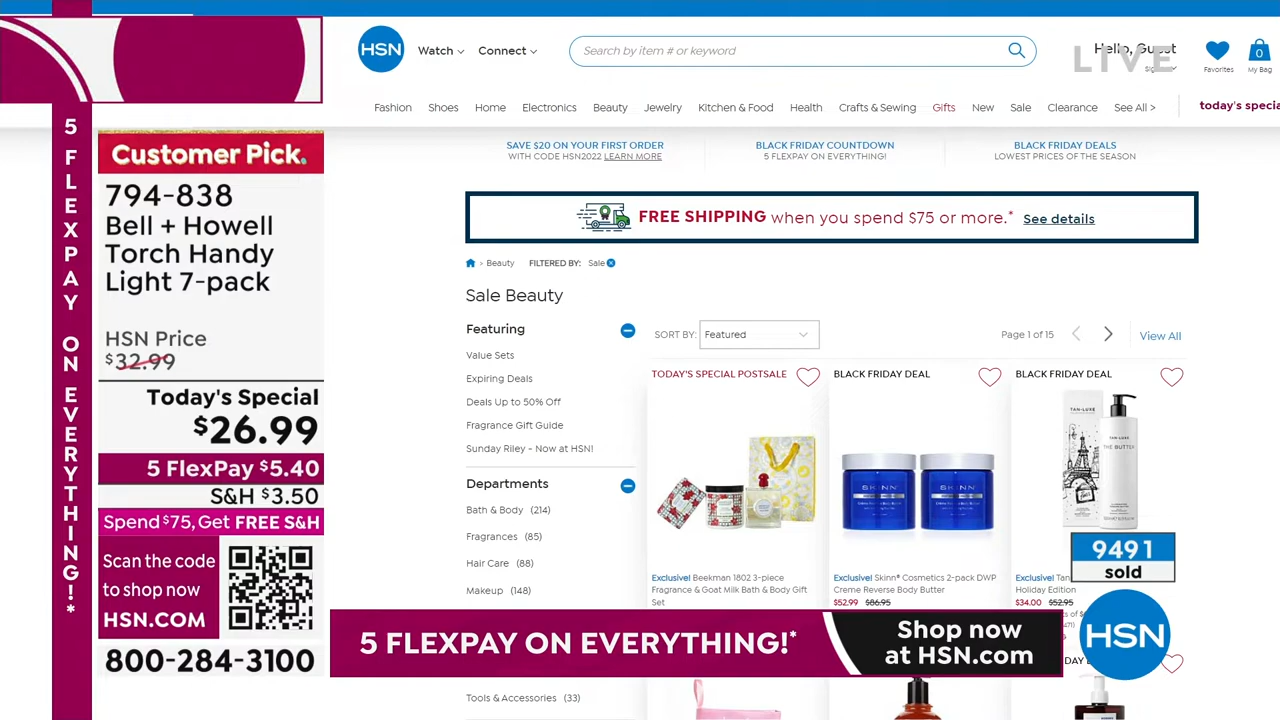 5 FLEXPAY ON EVERYTHING!*
Customer Pick.
794-838
Bell + Howell
Torch Handy
Light 7-pack
HSN Price
$32.99
Today's Special
$26.99
5 FlexPay $5.40
S&H $3.50
Spend $75, Get FREE S&H
Scan the code
to shop now
HSN.COM
800-284-3100
HSN
Watch
Connect
Search by item # or keyword
Hello, Guest
LIVE
Favorites
0
My Bag
Fashion Shoes Home Electronics Beauty Jewelry Kitchen & Food Health Crafts & Sewing Gifts New Sale Clearance See All >
today's specia
SAVE $20 ON YOUR FIRST ORDER
WITH CODE HSN2022 LEARN MORE
BLACK FRIDAY COUNTDOWN
5 FLEXPAY ON EVERYTHING!
BLACK FRIDAY DEALS
LOWEST PRICES OF THE SEASON
FREE SHIPPING when you spend $75 or more.* See details
> Beauty FILTERED BY: Sale
Sale Beauty
Featuring
Value Sets
Expiring Deals
Deals Up to 50% Off
Fragrance Gift Guide
Sunday Riley - Now at HSN!
Departments
Bath & Body (214)
Fragrances (85)
Hair Care (88)
Makeup (148)
Tools & Accessories (33)
SORT BY: Featured
Page 1 of 15
View All
TODAY'S SPECIAL POSTSALE
Exclusive! Beekman 1802 3-piece
Fragrance & Goat Milk Bath & Body Gift
Set
BLACK FRIDAY DEAL
SKINN
SKINN
Exclusive! Skinn® Cosmetics 2-pack DWP
Creme Reverse Body Butter
$52.99 $86.95
BLACK FRIDAY DEAL
TAN-LUXE
TAN-LUXE
THE BUTTER
Exclusive! Tan
Holiday Edition
$34.00 $52.95
9491
sold
5 FLEXPAY ON EVERYTHING!*
Shop now
at HSN.com
HSN